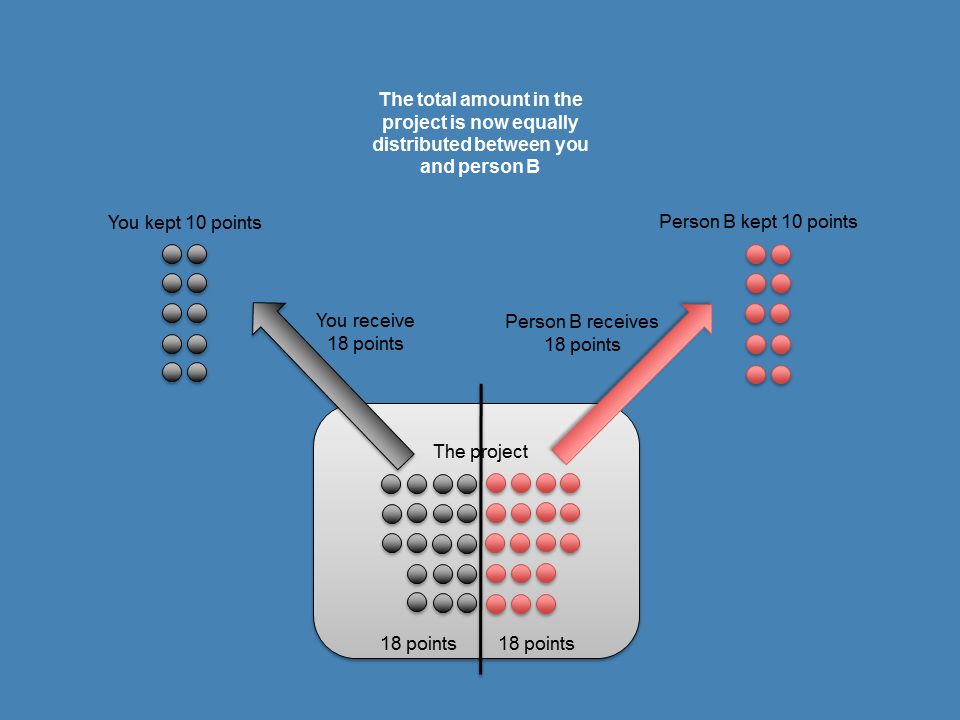 The total amount in the
project is now equally
distributed between you
and person B
You kept 10 points
Person B kept 10 points
You receive
18 points
Person B receives
18 points
The project
18 points
18 points